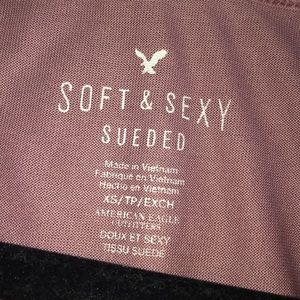 SOFT & SEXY
SUEDED
Made in Vietnam
Fabriqué en Vietnam
Hecho en Vietnam
XS/TP/EXCH
AMERICAN EAGLE
OUTFITTERS
DOUX ET SEXY
TISSU SUÉDÉ